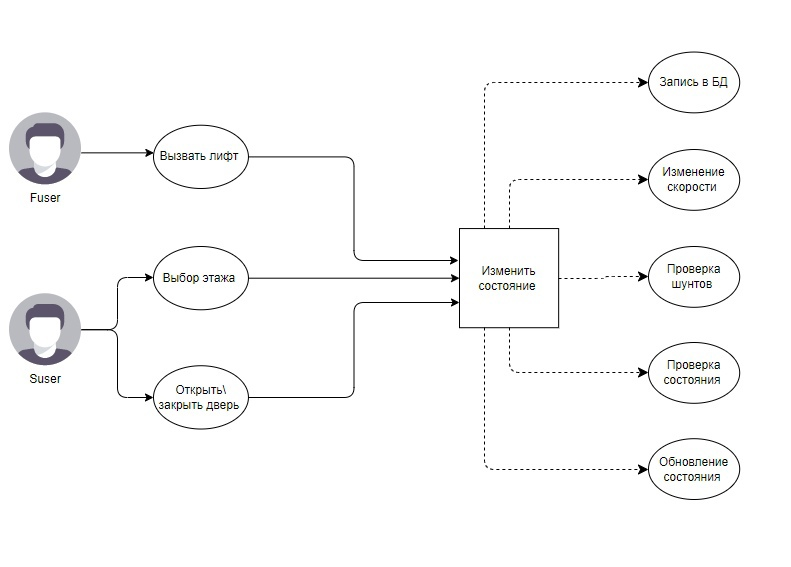 Fuser
Вызвать лифт
Suser
Выбор этажа
Открыть\
закрыть дверь
Изменить
состояние
Запись в БД
Изменение
скорости
Проверка
шунтов
Проверка
состояния
Обновление
состояния